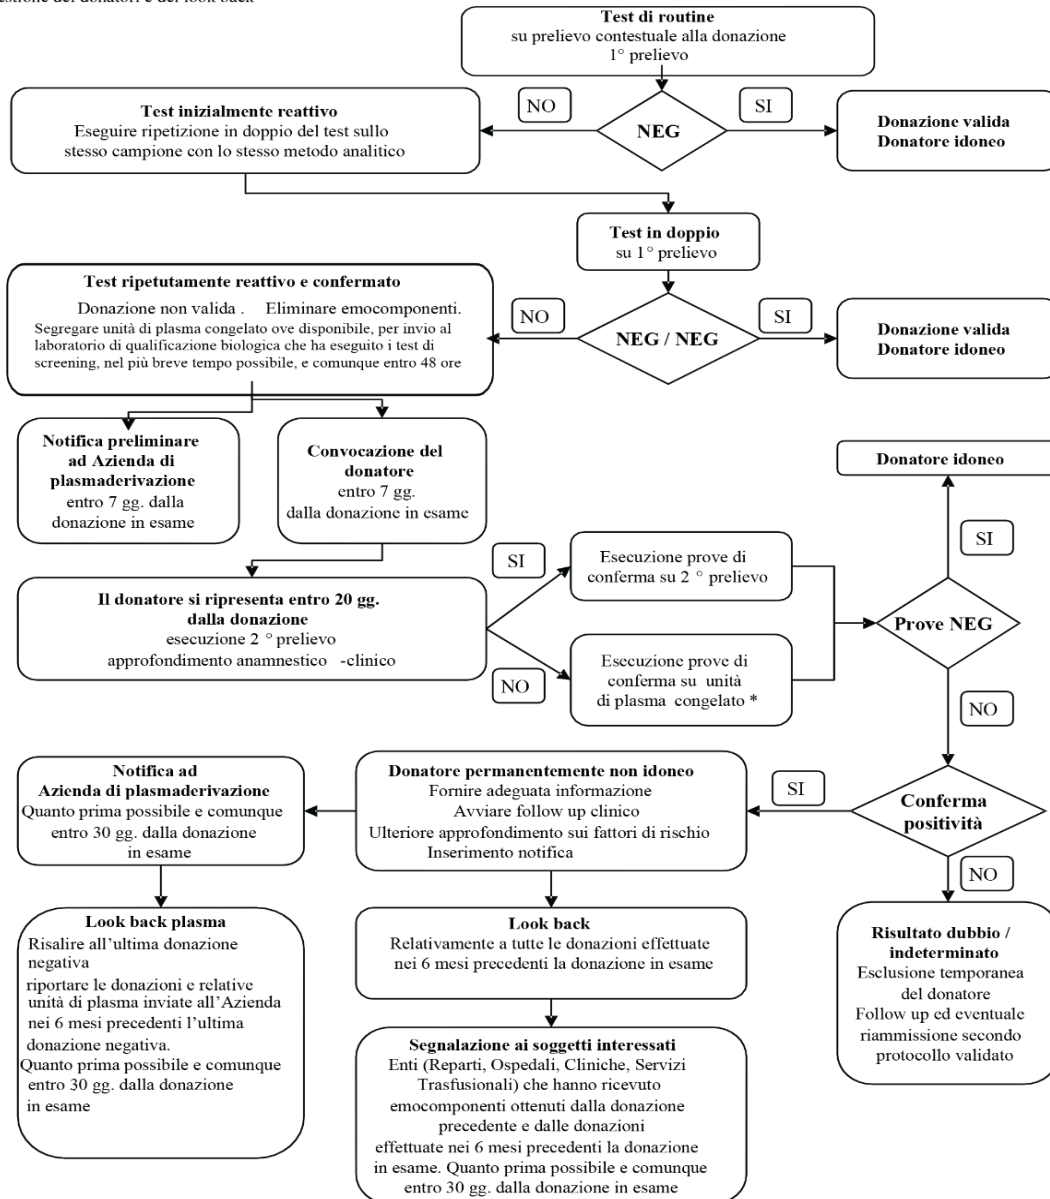 Test di routine
su prelievo contestuale alla donazione
1° prelievo
NO
NEG
SI
Test inizialmente reattivo
Eseguire ripetizione in doppio del test sullo
stesso campione con lo stesso metodo analitico
Donazione valida
Donatore idoneo
Test in doppio
su 1° prelievo
Test ripetutamente reattivo e confermato
Donazione non valida . Eliminare emocomponenti.
Segregare unità di plasma congelato ove disponibile, per invio al
laboratorio di qualificazione biologica che ha eseguito i test di
screening, nel più breve tempo possibile, e comunque entro 48 ore
NO
NEG / NEG
SI
Donazione valida
Donatore idoneo
Notifica preliminare
ad Azienda di
plasmaderivazione
entro 7 gg. dalla
donazione in esame
Convocazione del
donatore
entro 7 gg.
dalla donazione in esame
Donatore idoneo
SI
Il donatore si ripresenta entro 20 gg.
dalla donazione
esecuzione 2 ° prelievo
approfondimento anamnestico -clinico
SI
Esecuzione prove di
conferma su 2 ° prelievo
NO
Esecuzione prove di
conferma su unità
di plasma congelato *
Prove NEG
NO
Conferma
positività
SI
NO
Donatore permanentemente non idoneo
Fornire adeguata informazione
Avviare follow up clinico
Ulteriore approfondimento sui fattori di rischio
Inserimento notifica
Notifica ad
Azienda di plasmaderivazione
Quanto prima possibile e comunque
entro 30 gg. dalla donazione
in esame
Look back plasma
Risalire all'ultima donazione
negativa
riportare le donazioni e relative
unità di plasma inviate all'Azienda
nei 6 mesi precedenti l'ultima
donazione negativa.
Quanto prima possibile e comunque
entro 30 gg. dalla donazione
in esame
Look back
Relativamente a tutte le donazioni effettuate
nei 6 mesi precedenti la donazione in esame
Segnalazione ai soggetti interessati
Enti (Reparti, Ospedali, Cliniche, Servizi
Trasfusionali) che hanno ricevuto
emocomponenti ottenuti dalla donazione
precedente e dalle donazioni
effettuate nei 6 mesi precedenti la donazione
in esame. Quanto prima possibile e comunque
entro 30 gg. dalla donazione in esame
Risultato dubbio /
indeterminato
Esclusione temporanea
del donatore
Follow up ed eventuale
riammissione secondo
protocollo validato